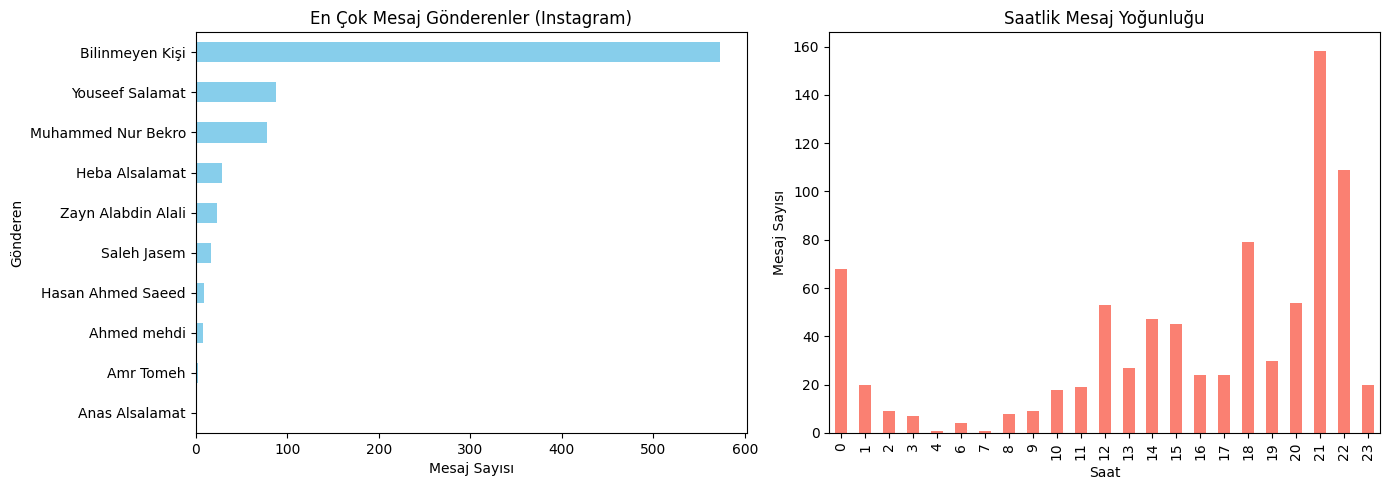 En Çok Mesaj Gönderenler (Instagram)
Gönderen
Bilinmeyen Kişi
Youseef Salamat
Muhammed Nur Bekro
Heba Alsalamat
Zayn Alabdin Alali
Saleh Jasem
Hasan Ahmed Saeed
Ahmed mehdi
Amr Tomeh
Anas Alsalamat
0 100 200 300 400 500 600
Mesaj Sayısı
Saatlik Mesaj Yoğunluğu
Mesaj Sayısı
160
140
120
100
80
60
40
20
0
0 1 2 3 4 6 7 8 9 10 11 12 13 14 15 16 17 18 19 20 21 22 23
Saat